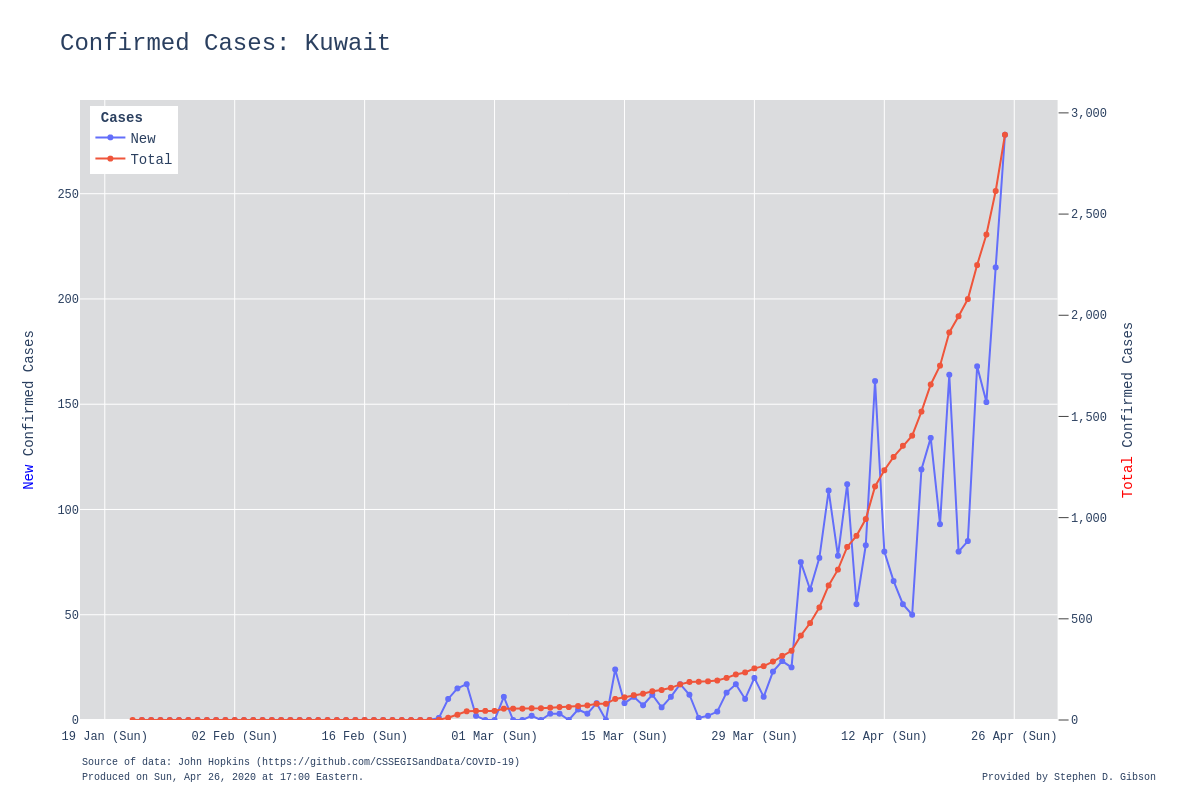 Confirmed Cases: Kuwait
Cases
New
Total
3,000
2,500
2,000
1,500
1,000
500
0
250
200
150
100
50
0
New Confirmed Cases
Total Confirmed Cases
19 Jan (Sun) 02 Feb (Sun) 16 Feb (Sun) 01 Mar (Sun) 15 Mar (Sun) 29 Mar (Sun) 12 Apr (Sun) 26 Apr (Sun)
Source of data: John Hopkins (https://github.com/CSSEGISandData/COVID-19)
Produced on Sun, Apr 26, 2020 at 17:00 Eastern.
Provided by Stephen D. Gibson